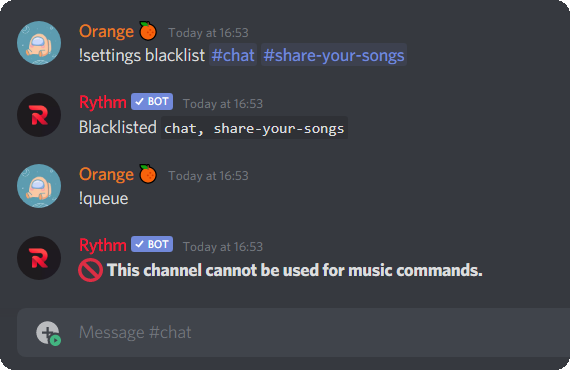 Orange 🍊 Today at 16:53
!settings blacklist #chat #share-your-songs
Rythm ✓ BOT Today at 16:53
Blacklisted chat, share-your-songs
Orange 🍊 Today at 16:53
!queue
Rythm ✓ BOT Today at 16:53
🚫 This channel cannot be used for music commands.
Message #chat